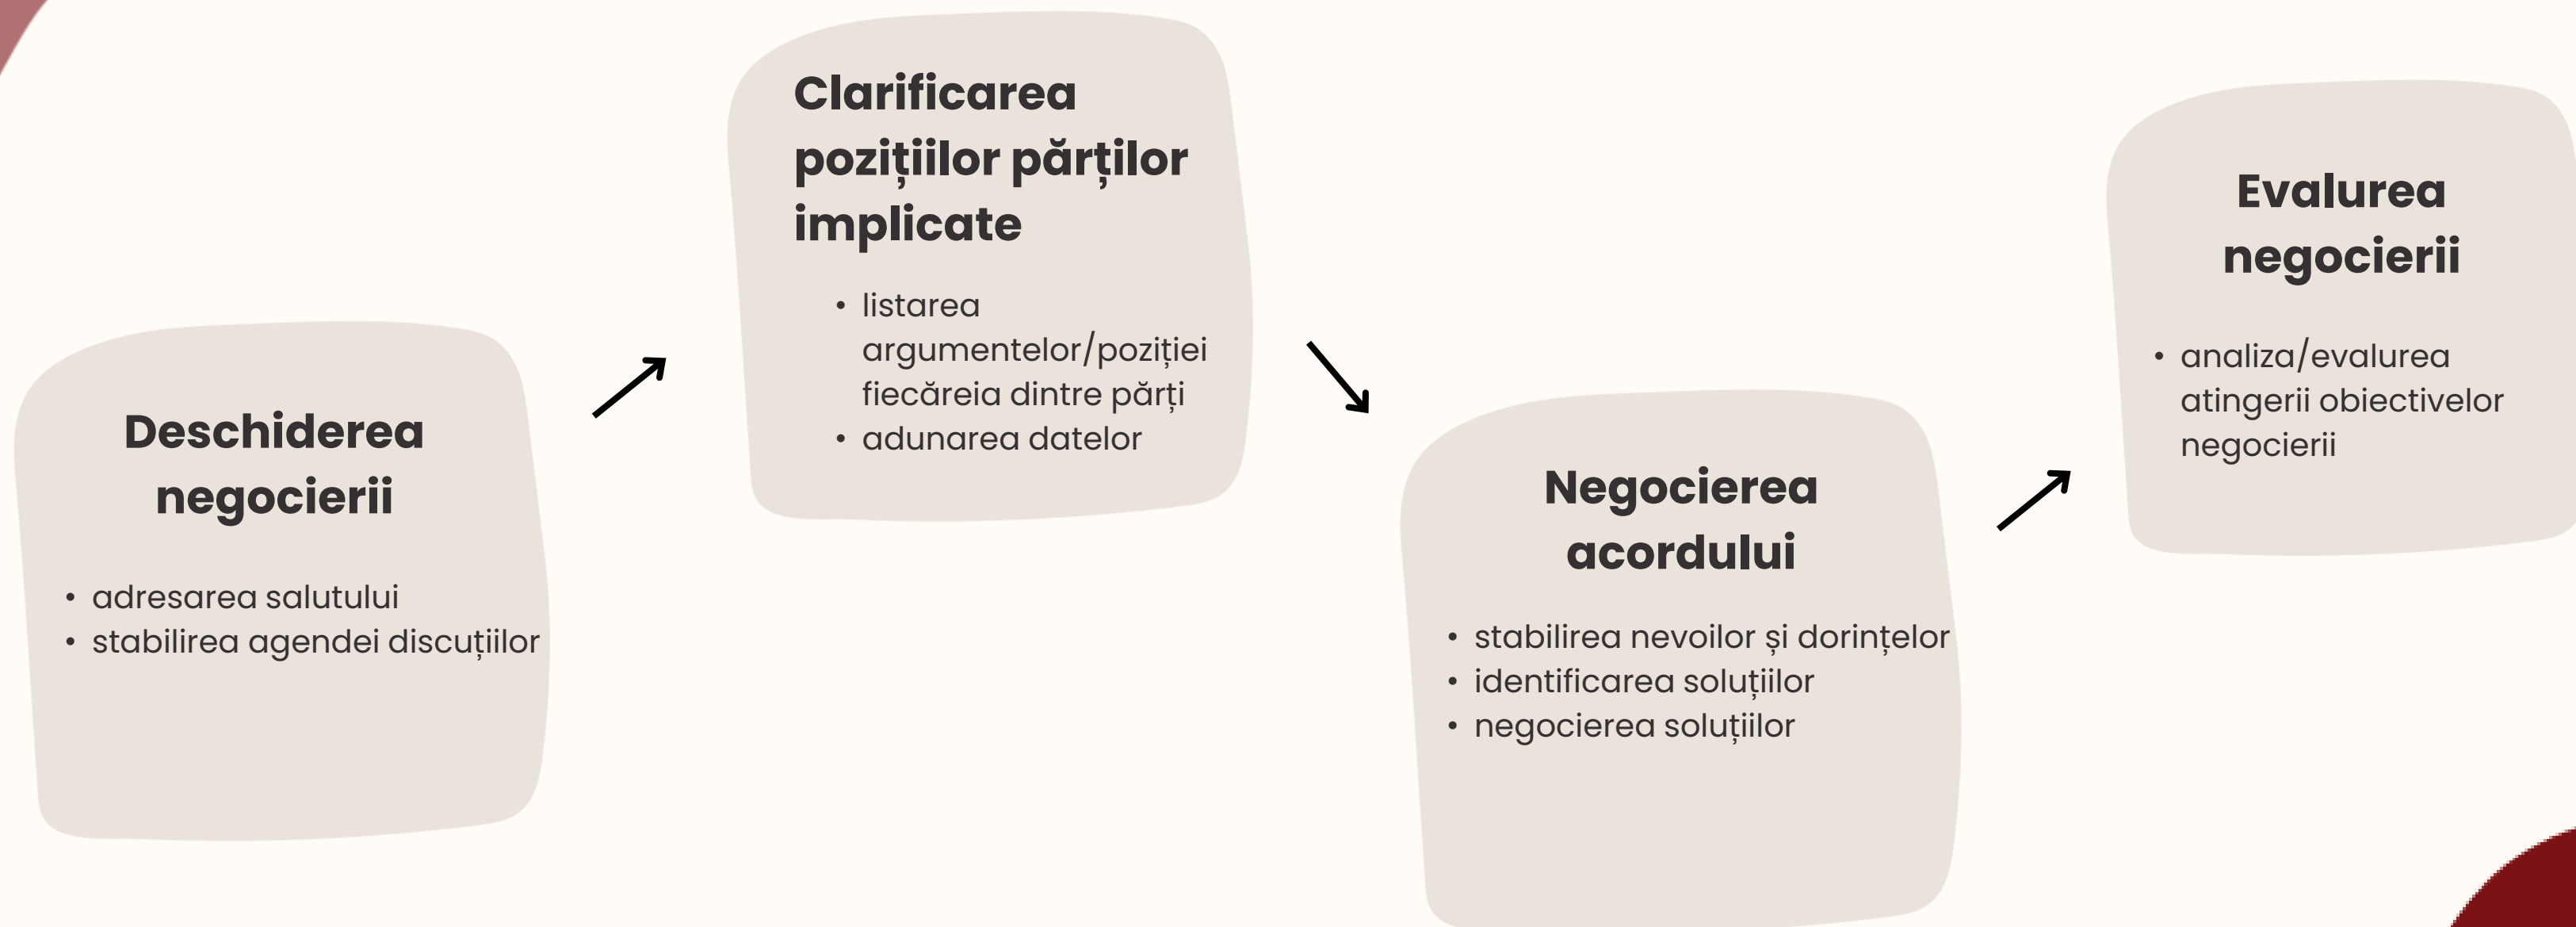 Deschiderea
negocierii
• adresarea salutului
• stabilirea agendei discuțiilor
Clarificarea
pozițiilor părților
implicate
• listarea
argumentelor/poziției
fiecăreia dintre părți
• adunarea datelor
Negocierea
acordului
• stabilirea nevoilor și dorințelor
• identificarea soluțiilor
• negocierea soluțiilor
Evalurea
negocierii
• analiza/evalurea
atingerii obiectivelor
negocierii